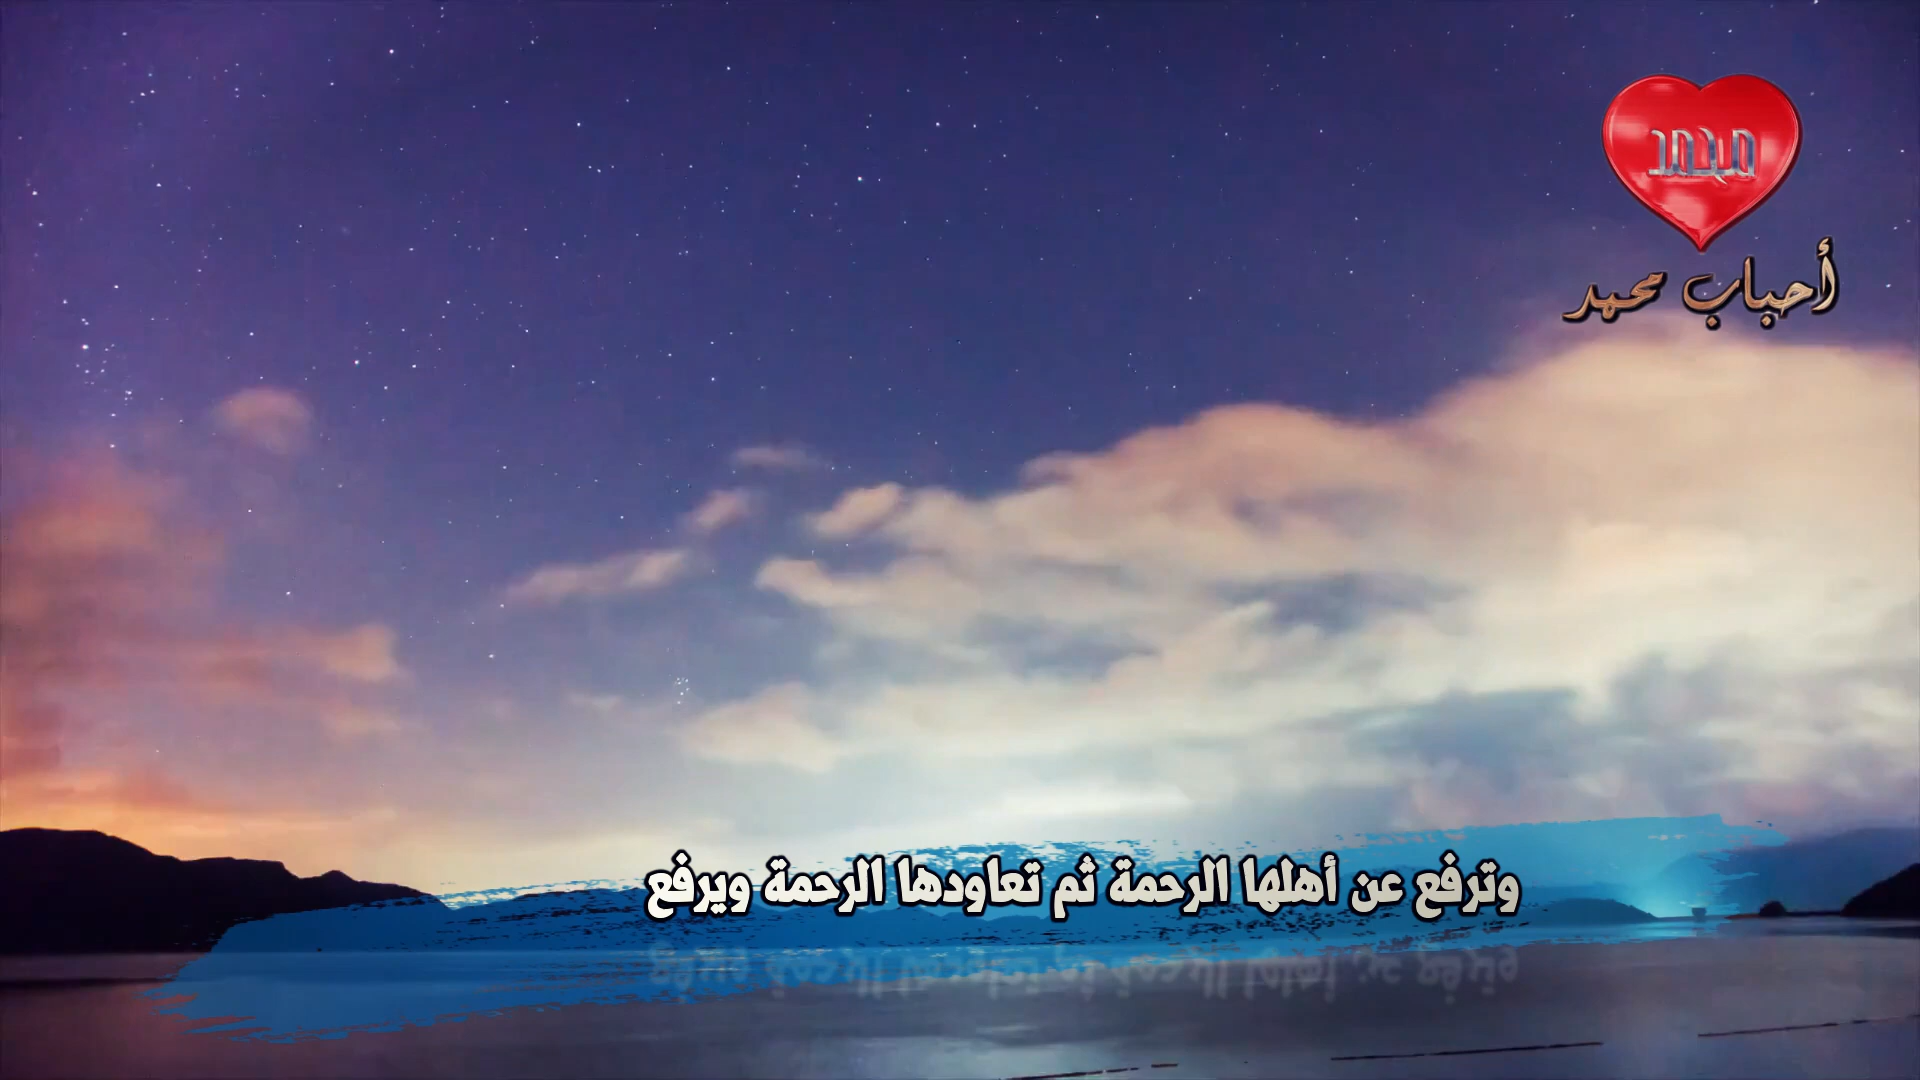 محمد
أحباب محمد
وترفع عن أهلها الرحمة ثم تعاودها الرحمة ويرفع